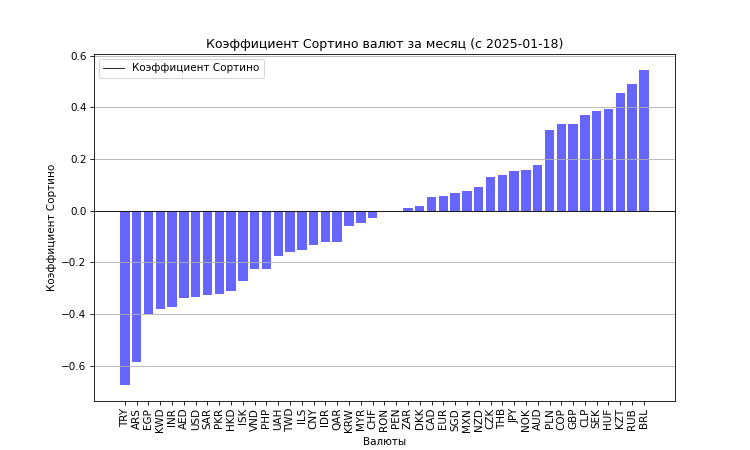 Коэффициент Сортино валют за месяц (с 2025-01-18)
Коэффициент Сортино
Коэффициент Сортино
0.6
0.4
0.2
0.0
−0.2
−0.4
−0.6
TRY
ARS
EGP
KWD
INR
AED
USD
SAR
PKR
HKD
ISK
VND
PHP
UAH
TWD
ILS
CNY
IDR
QAR
KRW
MYR
CHF
RON
PEN
ZAR
DKK
CAD
EUR
SGD
MXN
NZD
CZK
THB
JPY
NOK
AUD
PLN
COP
GBP
CLP
SEK
HUF
KZT
RUB
BRL
Валюты